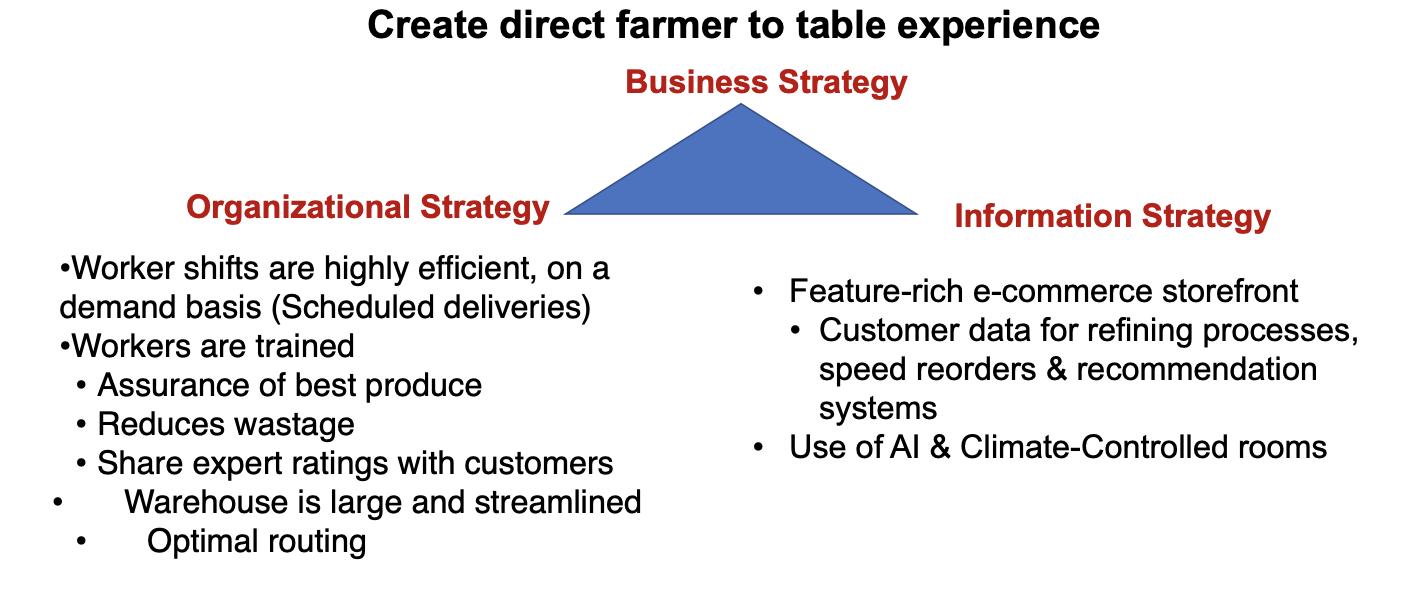 Create direct farmer to table experience
Business Strategy
Organizational Strategy
Information Strategy
•Worker shifts are highly efficient, on a
demand basis (Scheduled deliveries)
•Workers are trained
• Assurance of best produce
• Reduces wastage
• Share expert ratings with customers
• Warehouse is large and streamlined
• Optimal routing
• Feature-rich e-commerce storefront
• Customer data for refining processes,
speed reorders & recommendation
systems
• Use of AI & Climate-Controlled rooms